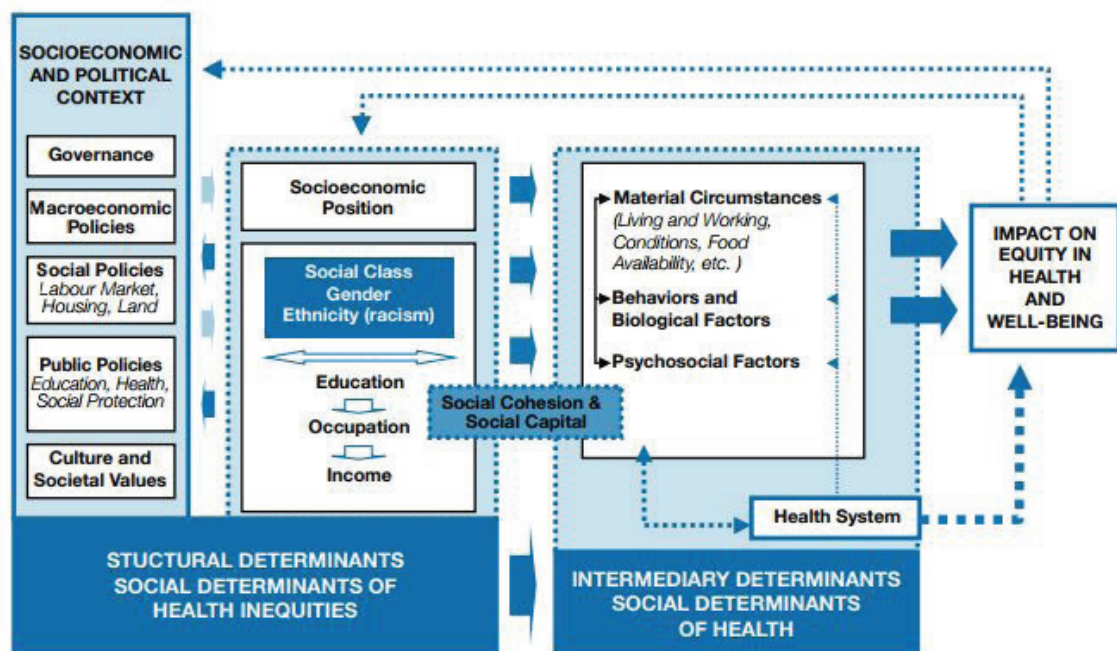 SOCIOECONOMIC
AND POLITICAL
CONTEXT
Governance
Macroeconomic
Policies
Social Policies
Labour Market,
Housing, Land
Public Policies
Education, Health,
Social Protection
Culture and
Societal Values
Socioeconomic
Position
Social Class
Gender
Ethnicity (racism)
Education
Occupation
Income
Social Cohesion &
Social Capital
Material Circumstances
(Living and Working,
Conditions, Food
Availability, etc. )
Behaviors and
Biological Factors
Psychosocial Factors
Health System
IMPACT ON
EQUITY IN
HEALTH
AND
WELL-BEING
STUCTURAL DETERMINANTS
SOCIAL DETERMINANTS OF
HEALTH INEQUITIES
INTERMEDIARY DETERMINANTS
SOCIAL DETERMINANTS
OF HEALTH